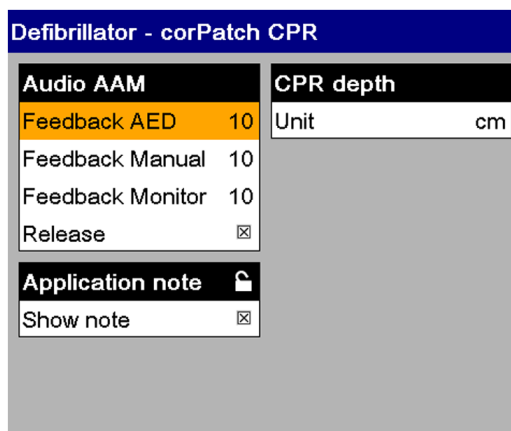 Defibrillator - corPatch CPR
Audio AAM
Feedback AED 10
Feedback Manual 10
Feedback Monitor 10
Release ☒
Application note
Show note ☒
CPR depth
Unit cm